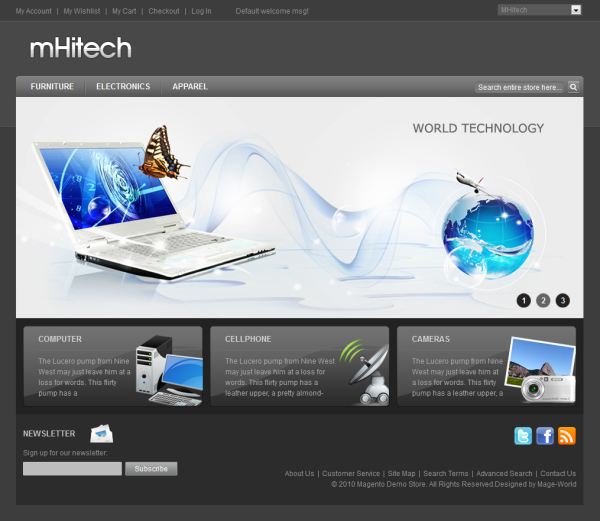 My Account | My Wishlist | My Cart | Checkout | Log In Default welcome msg! MHitech
mHitech
FURNITURE ELECTRONICS APPAREL Search entire store here...
WORLD TECHNOLOGY
1 2 3
COMPUTER
The Lucero pump from Nine
West may just leave him at a
loss for words. This flirty
pump has a
CELLPHONE
The Lucero pump from Nine West
may just leave him at a loss for
words. This flirty pump has a
leather upper, a pretty almond-
CAMERAS
The Lucero pump from Nine
West may just leave him at a loss
for words. This flirty pump has a
leather upper, a
NEWSLETTER
Sign up for our newsletter:
Subscribe
About Us | Customer Service | Site Map | Search Terms | Advanced Search | Contact Us
© 2010 Magento Demo Store. All Rights Reserved.Designed by Mage-World